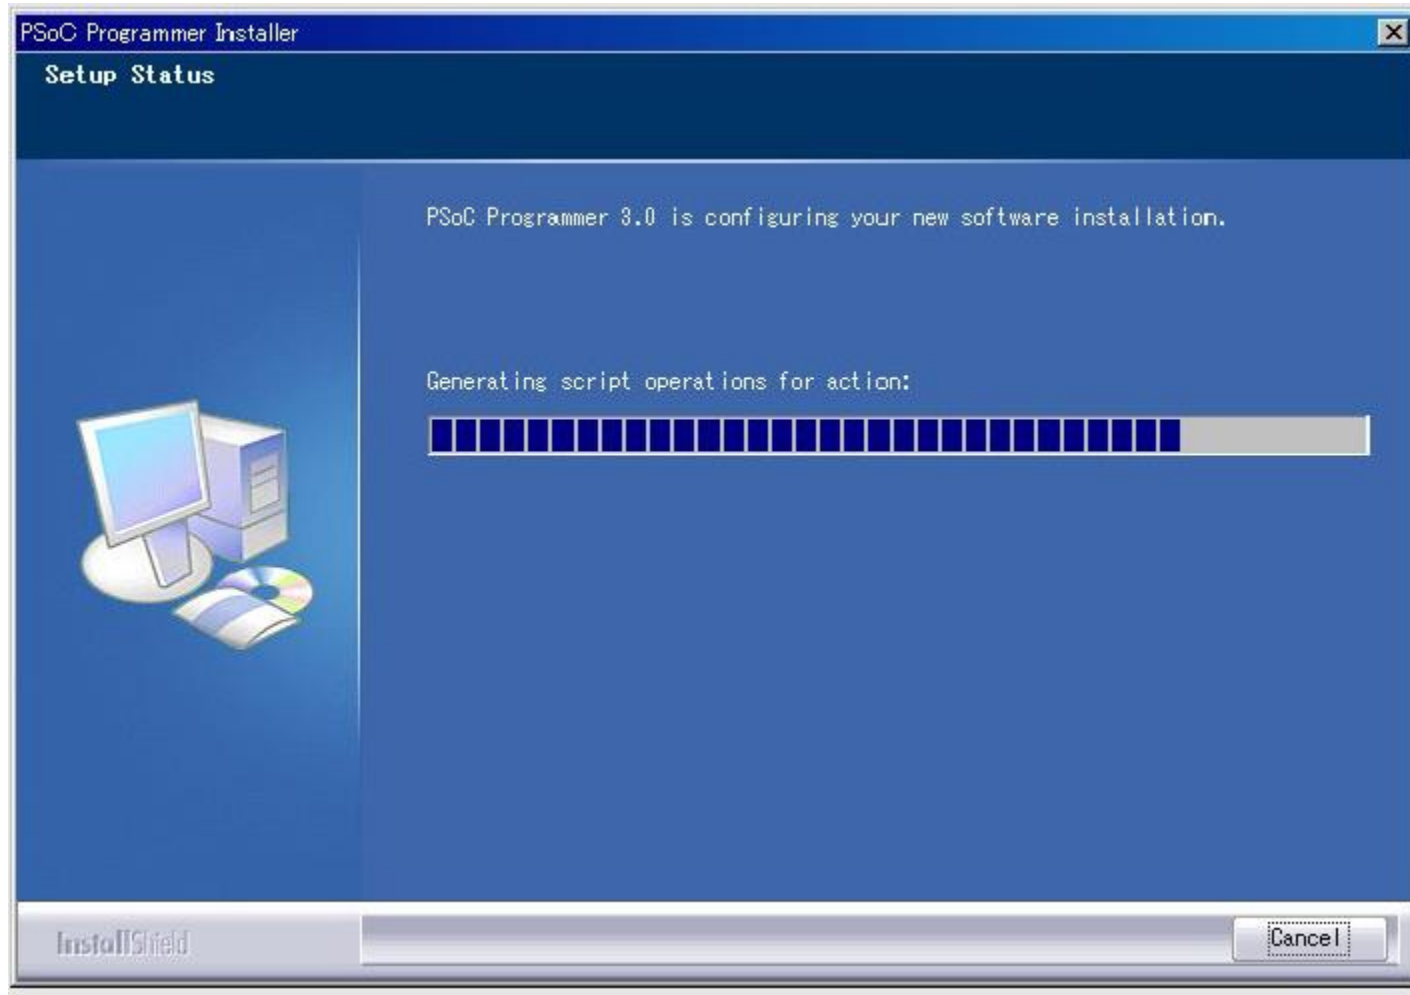 PSoC Programmer Installer
Setup Status
PSoC Programmer 3.0 is configuring your new software installation.
Generating script operations for action:
InstallShield
Cancel